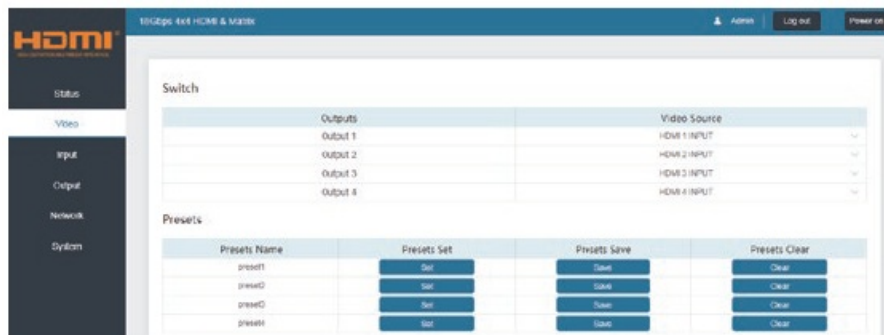 18Gbps 4x4 HDMI & Matrix
Admin
Log out
Power on
HDMI
Status
Video
Input
Output
Network
System
Switch
Outputs Video Source
Output 1 HDMI 1 INPUT
Output 2 HDMI 2 INPUT
Output 3 HDMI 3 INPUT
Output 4 HDMI 4 INPUT
Presets
Presets Name Presets Set Presets Save Presets Clear
preset1 Set Save Clear
preset2 Set Save Clear
preset3 Set Save Clear
preset4 Set Save Clear